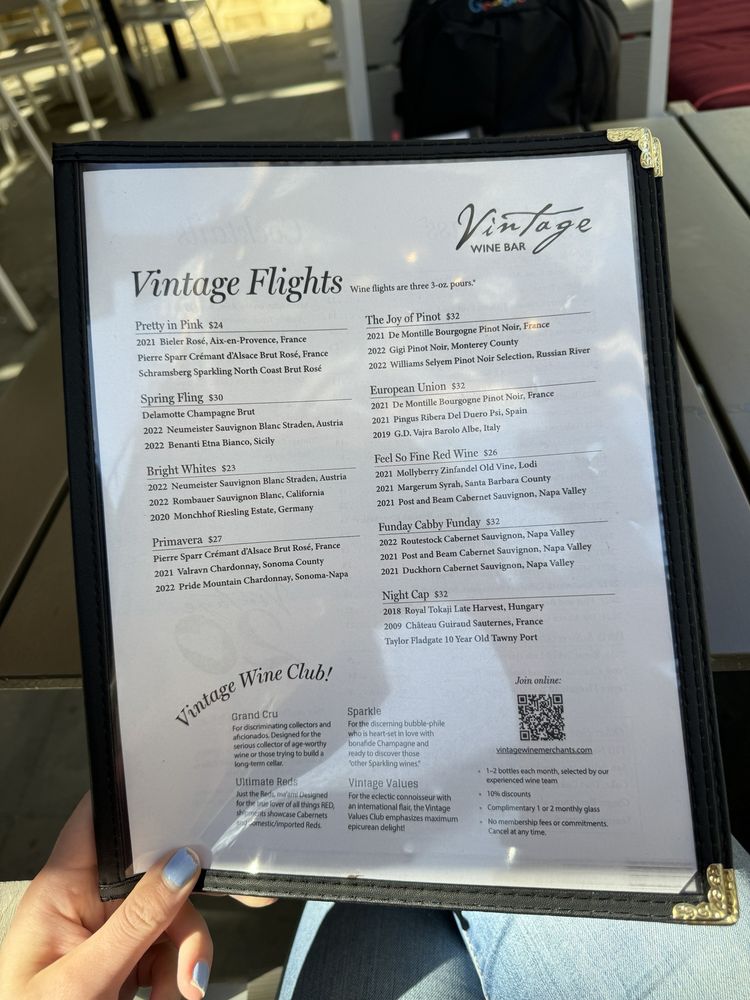 Google
Vintage
WINE BAR
Vintage Flights Wine flights are three 3-oz. pours.*
Pretty in Pink $24
2021 Bieler Rosé, Aix-en-Provence, France
Pierre Sparr Crémant d'Alsace Brut Rosé, France
Schramsberg Sparkling North Coast Brut Rosé
Spring Fling $30
Delamotte Champagne Brut
2022 Neumeister Sauvignon Blanc Straden, Austria
2022 Benanti Etna Bianco, Sicily
Bright Whites $23
2022 Neumeister Sauvignon Blanc Straden, Austria
2022 Rombauer Sauvignon Blanc, California
2020 Monchhof Riesling Estate, Germany
Primavera $27
Pierre Sparr Crémant d'Alsace Brut Rosé, France
2021 Valravn Chardonnay, Sonoma County
2022 Pride Mountain Chardonnay, Sonoma-Napa
The Joy of Pinot $32
2021 De Montille Bourgogne Pinot Noir, France
2022 Gigi Pinot Noir, Monterey County
2022 Williams Selyem Pinot Noir Selection, Russian River
European Union $32
2021 De Montille Bourgogne Pinot Noir, France
2021 Pingus Ribera Del Duero Psi, Spain
2019 G.D. Vajra Barolo Albe, Italy
Feel So Fine Red Wine $26
2021 Mollyberry Zinfandel Old Vine, Lodi
2021 Margerum Syrah, Santa Barbara County
2021 Post and Beam Cabernet Sauvignon, Napa Valley
Funday Cabby Funday $32
2022 Routestock Cabernet Sauvignon, Napa Valley
2021 Post and Beam Cabernet Sauvignon, Napa Valley
2021 Duckhorn Cabernet Sauvignon, Napa Valley
Night Cap $32
2018 Royal Tokaji Late Harvest, Hungary
2009 Château Guiraud Sauternes, France
Taylor Fladgate 10 Year Old Tawny Port
Vintage Wine Club!
Grand Cru
For discriminating collectors and
aficionados. Designed for the
serious collector of age-worthy
wine or those trying to build a
long-term cellar.
Ultimate Reds
Just the Reds, ma'am! Designed
for the true lover of all things RED,
shipments showcase Cabernets
and domestic/imported Reds.
Sparkle
For the discerning bubble-phile
who is heart-set in love with
bonafide Champagne and
ready to discover those
"other Sparkling wines."
Vintage Values
For the eclectic connoisseur with
an international flair, the Vintage
Values Club emphasizes maximum
epicurean delight!
Join online:
vintagewinemerchants.com
• 1–2 bottles each month, selected by our
experienced wine team
• 10% discounts
• Complimentary 1 or 2 monthly glass
• No membership fees or commitments.
Cancel at any time.